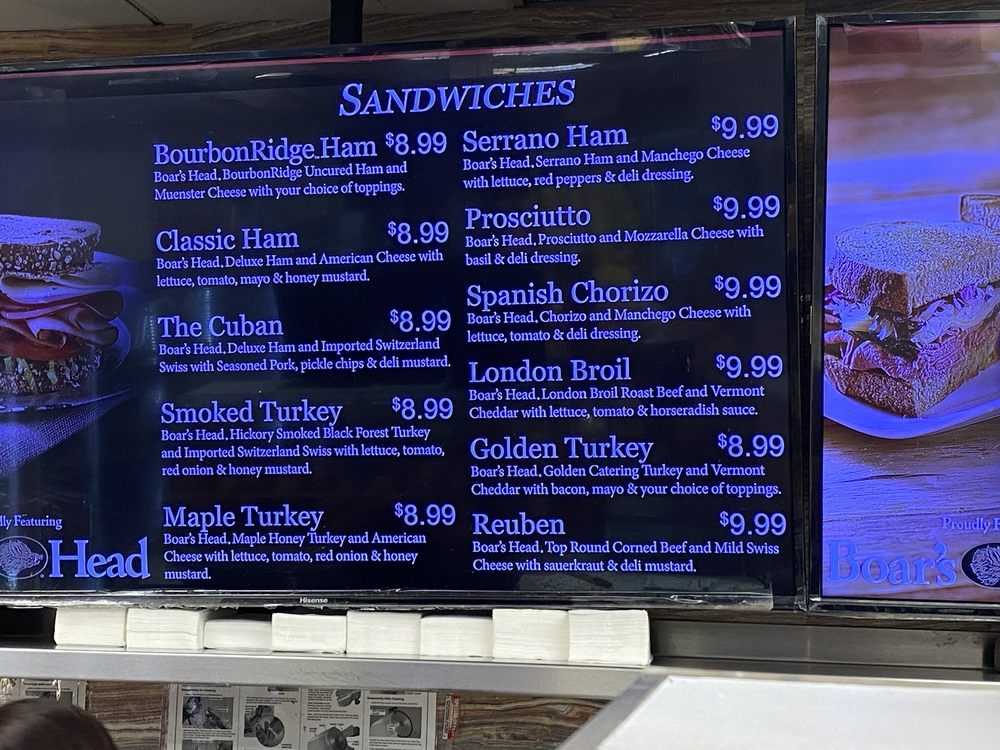 SANDWICHES
BourbonRidge Ham $8.99
Boar's Head BourbonRidge Uncured Ham and
Muenster Cheese with your choice of toppings.
Classic Ham $8.99
Boar's Head Deluxe Ham and American Cheese with
lettuce, tomato, mayo & honey mustard.
The Cuban $8.99
Boar's Head Deluxe Ham and Imported Switzerland
Swiss with Seasoned Pork, pickle chips & deli mustard.
Smoked Turkey $8.99
Boar's Head Hickory Smoked Black Forest Turkey
and Imported Switzerland Swiss with lettuce, tomato,
red onion & honey mustard.
Maple Turkey $8.99
Boar's Head Maple Honey Turkey and American
Cheese with lettuce, tomato, red onion & honey
mustard.
Serrano Ham $9.99
Boar's Head Serrano Ham and Manchego Cheese
with lettuce, red peppers & deli dressing.
Prosciutto $9.99
Boar's Head Prosciutto and Mozzarella Cheese with
basil & deli dressing.
Spanish Chorizo $9.99
Boar's Head Chorizo and Manchego Cheese with
lettuce, tomato & deli dressing.
London Broil $9.99
Boar's Head London Broil Roast Beef and Vermont
Cheddar with lettuce, tomato & horseradish sauce.
Golden Turkey $8.99
Boar's Head Golden Catering Turkey and Vermont
Cheddar with bacon, mayo & your choice of toppings.
Reuben $9.99
Boar's Head Top Round Corned Beef and Mild Swiss
Cheese with sauerkraut & deli mustard.
ly Featuring
Head
Hisense
Proudly
Boar's